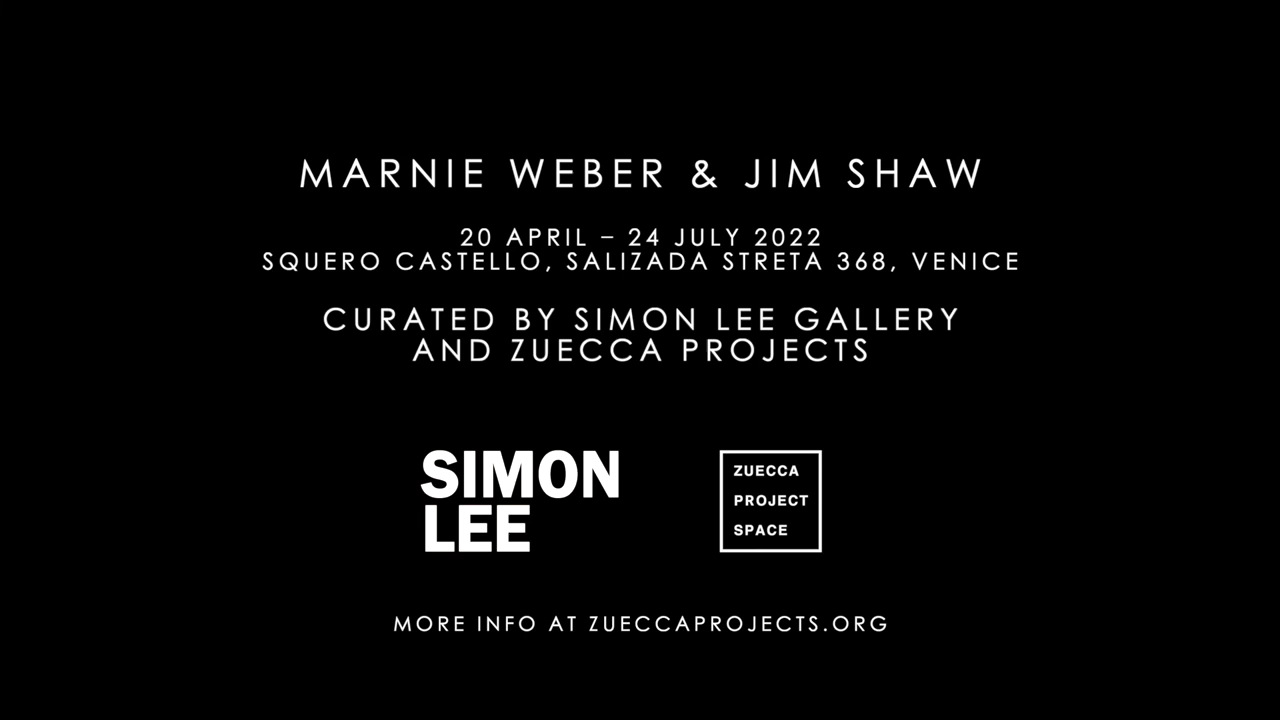 MARNIE WEBER & JIM SHAW
20 APRIL – 24 JULY 2022
SQUERO CASTELLO, SALIZADA STRETA 368, VENICE
CURATED BY SIMON LEE GALLERY
AND ZUECCA PROJECTS
SIMON
LEE
ZUECCA
PROJECT
SPACE
MORE INFO AT ZUECCAPROJECTS.ORG